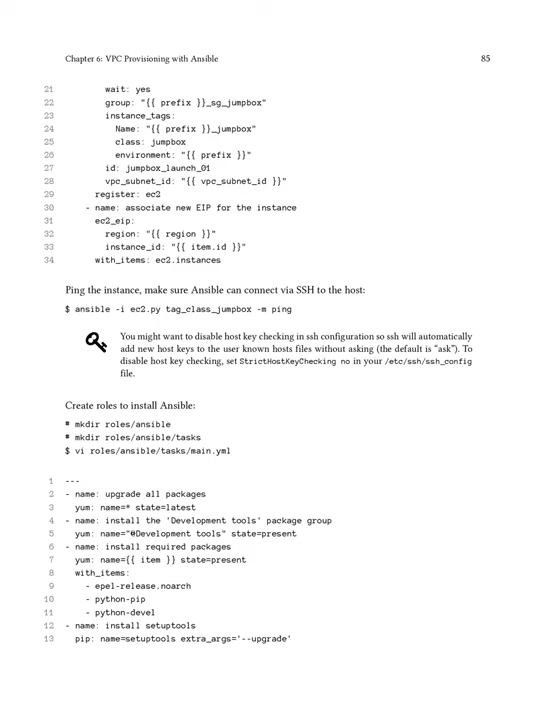 Chapter 6: VPC Provisioning with Ansible 85
21 wait: yes
22 group: "{{ prefix }}_sg_jumpbox"
23 instance_tags:
24 Name: "{{ prefix }}_jumpbox"
25 class: jumpbox
26 environment: "{{ prefix }}"
27 id: jumpbox_launch_01
28 vpc_subnet_id: "{{ vpc_subnet_id }}"
29 register: ec2
30 - name: associate new EIP for the instance
31 ec2_eip:
32 region: "{{ region }}"
33 instance_id: "{{ item.id }}"
34 with_items: ec2.instances
Ping the instance, make sure Ansible can connect via SSH to the host:
$ ansible -i ec2.py tag_class_jumpbox -m ping
You might want to disable host key checking in ssh configuration so ssh will automatically
add new host keys to the user known hosts files without asking (the default is “ask”). To
disable host key checking, set StrictHostKeyChecking no in your /etc/ssh/ssh_config
file.
Create roles to install Ansible:
# mkdir roles/ansible
# mkdir roles/ansible/tasks
$ vi roles/ansible/tasks/main.yml
1 ---
2 - name: upgrade all packages
3 yum: name=* state=latest
4 - name: install the 'Development tools' package group
5 yum: name="@Development tools" state=present
6 - name: install required packages
7 yum: name={{ item }} state=present
8 with_items:
9 - epel-release.noarch
10 - python-pip
11 - python-devel
12 - name: install setuptools
13 pip: name=setuptools extra_args='--upgrade'